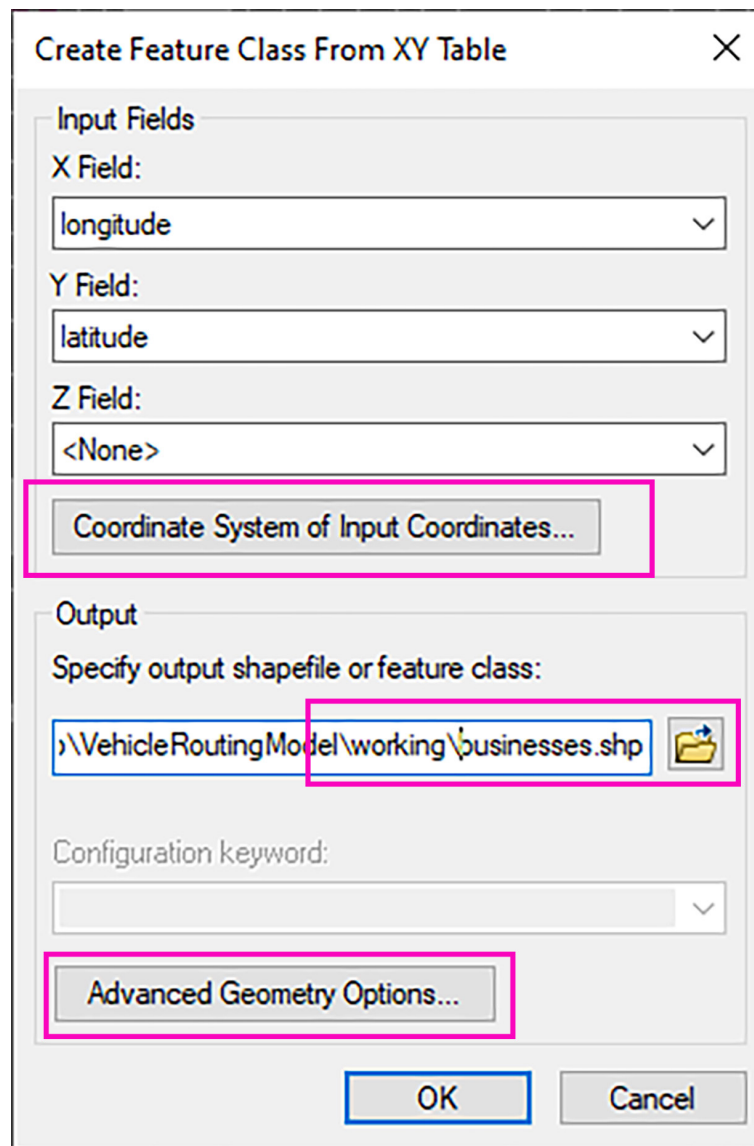 Create Feature Class From XY Table
Input Fields
X Field:
longitude
Y Field:
latitude
Z Field:
<None>
Coordinate System of Input Coordinates...
Output
Specify output shapefile or feature class:
\VehicleRoutingModel\working\businesses.shp
Configuration keyword:
Advanced Geometry Options...
OK
Cancel